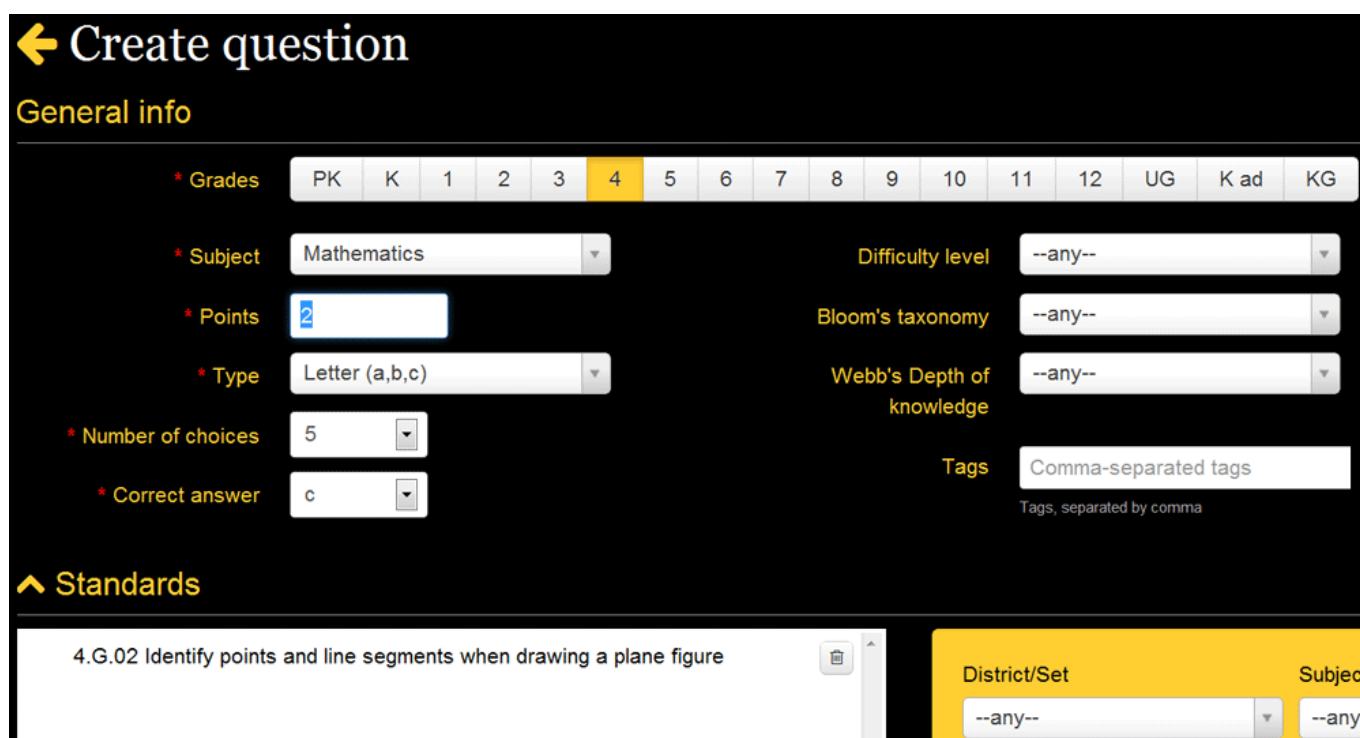 Create question
General info
* Grades PK K 1 2 3 4 5 6 7 8 9 10 11 12 UG K ad KG
* Subject Mathematics
Difficulty level --any--
* Points 2
Bloom's taxonomy --any--
* Type Letter (a,b,c)
Webb's Depth of
knowledge
--any--
* Number of choices 5
Tags Comma-separated tags
* Correct answer c
Tags, separated by comma
Standards
4.G.02 Identify points and line segments when drawing a plane figure
District/Set
Subjec
--any--
--any